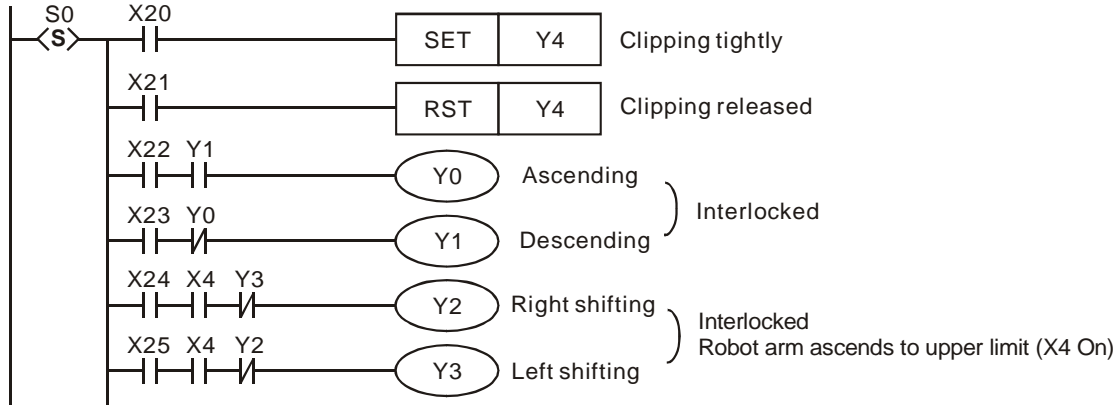 S0 X20
S SET Y4 Clipping tightly
X21
RST Y4 Clipping released
X22 Y1
Y0 Ascending
Interlocked
X23 Y0
Y1 Descending
X24 X4 Y3
Y2 Right shifting
Interlocked
Robot arm ascends to upper limit (X4 On)
X25 X4 Y2
Y3 Left shifting